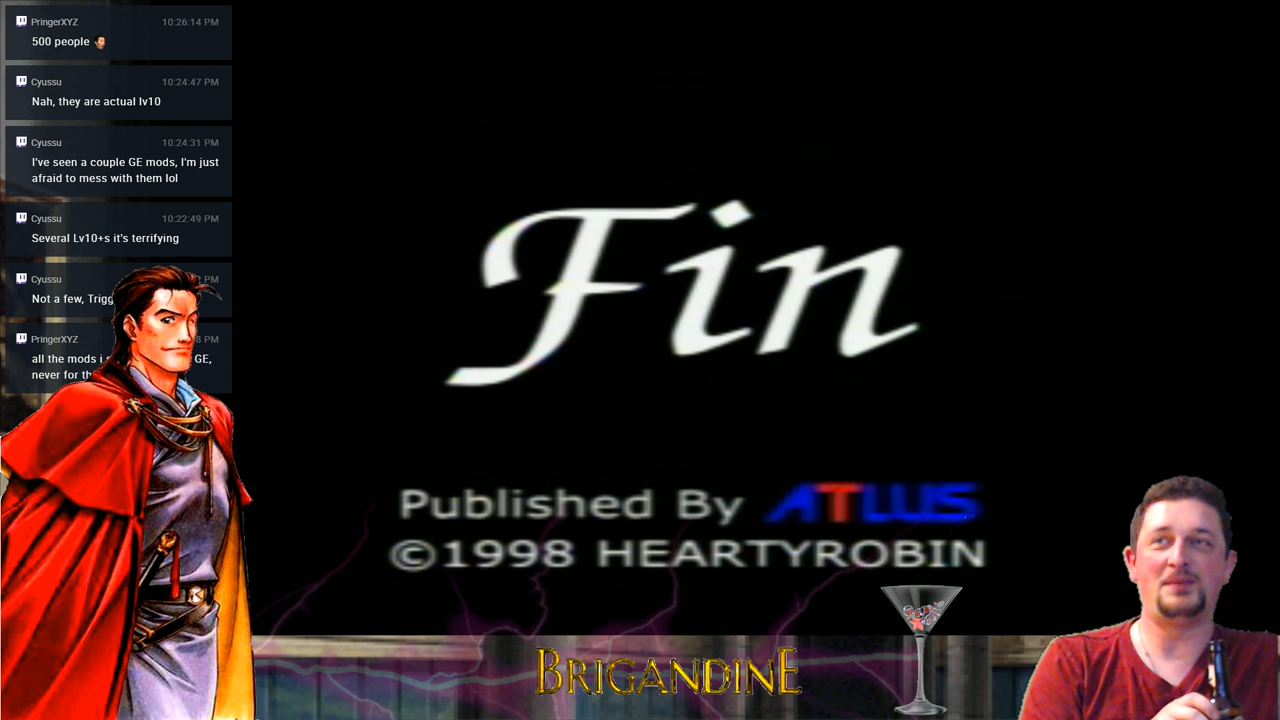 PringerXYZ 10:26:14 PM
500 people
Cyussu 10:24:47 PM
Nah, they are actual lv10
Cyussu 10:24:31 PM
I've seen a couple GE mods, I'm just
afraid to mess with them lol
Cyussu 10:22:49 PM
Several Lv10+s it's terrifying
Cyussu PM
Not a few,
PringerXYZ PM
all the mods i GE,
never for
Fin
Published By ATLUS
©1998 HEARTYROBIN
BRIGANDINE